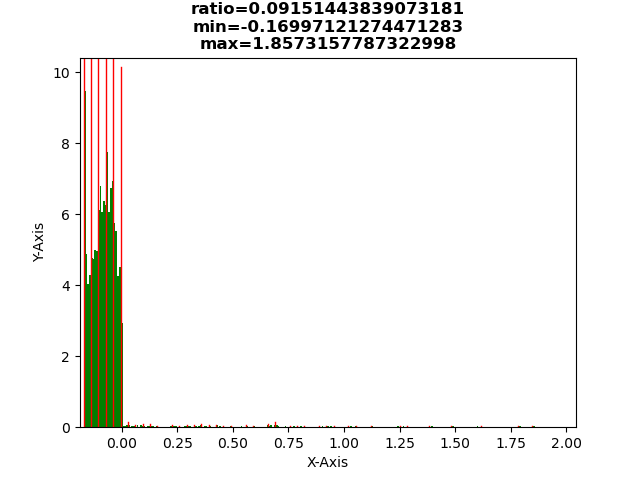 ratio=0.09151443839073181
min=-0.16997121274471283
max=1.8573157787322998
10
8
6
4
2
0
Y-Axis
0.00 0.25 0.50 0.75 1.00 1.25 1.50 1.75 2.00
X-Axis